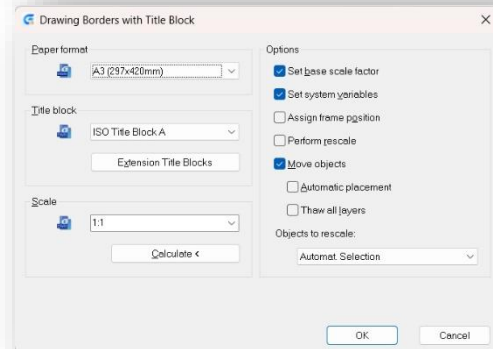 Drawing Borders with Title Block
Paper format
A3 (297x420mm)
Title block
ISO Title Block A
Extension Title Blocks
Scale
1:1
Calculate <
Options
Set base scale factor
Set system variables
Assign frame position
Perform rescale
Move objects
Automatic placement
Thaw all layers
Objects to rescale:
Automat. Selection
OK
Cancel